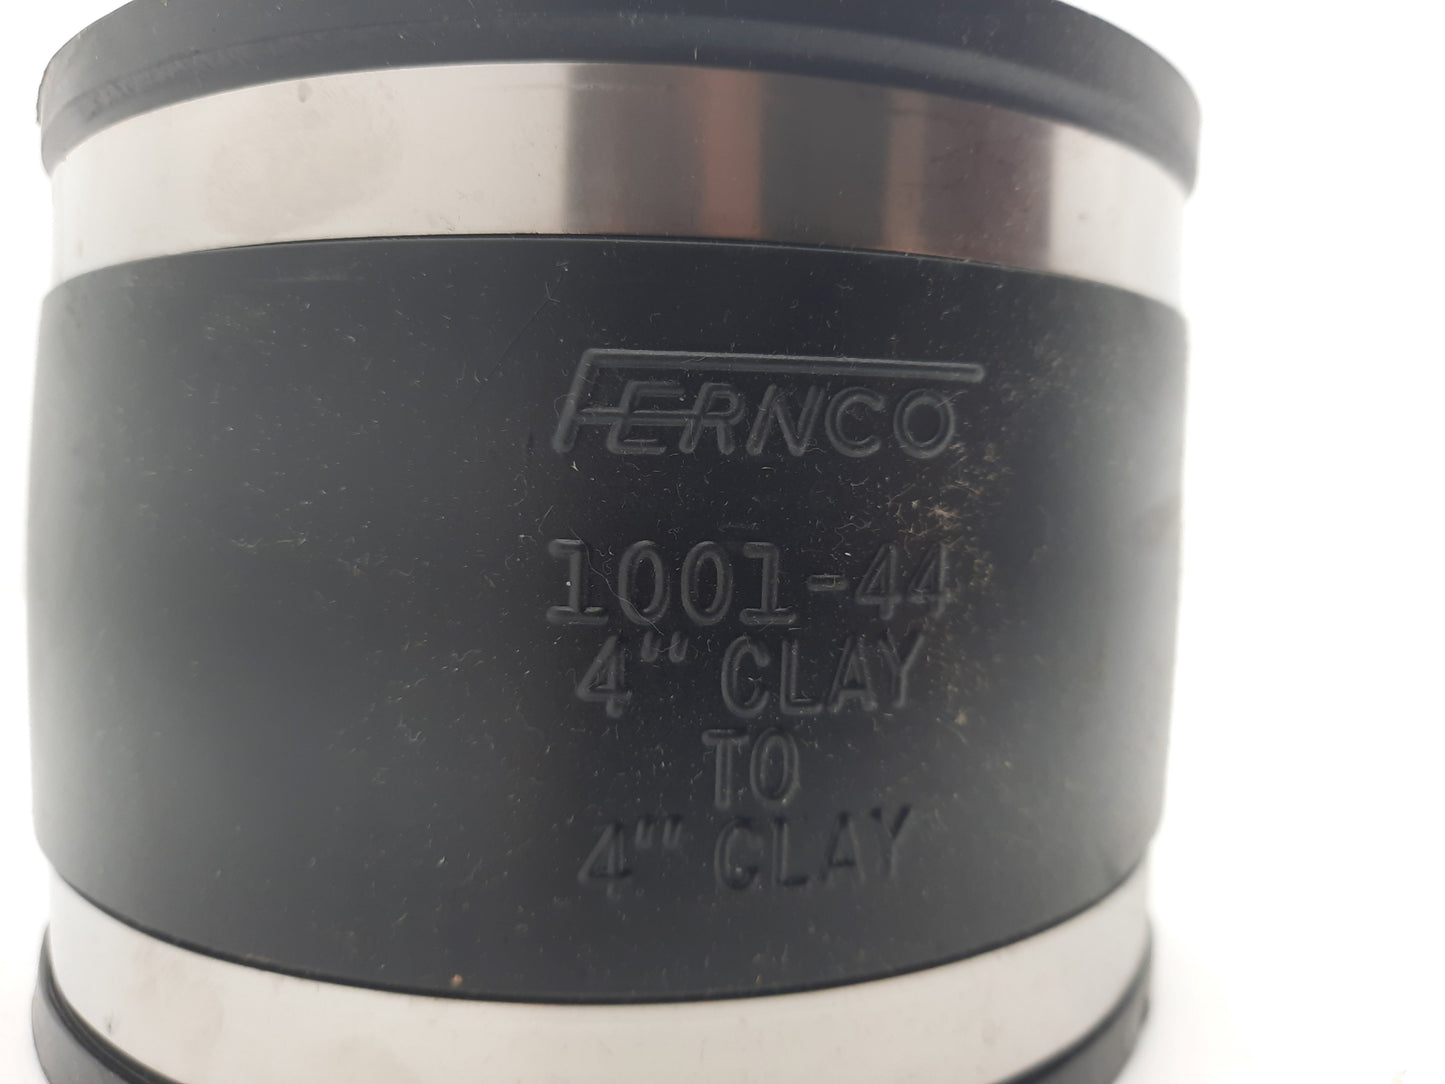 FERNCO
1001-44
4" CLAY
TO
4" CLAY